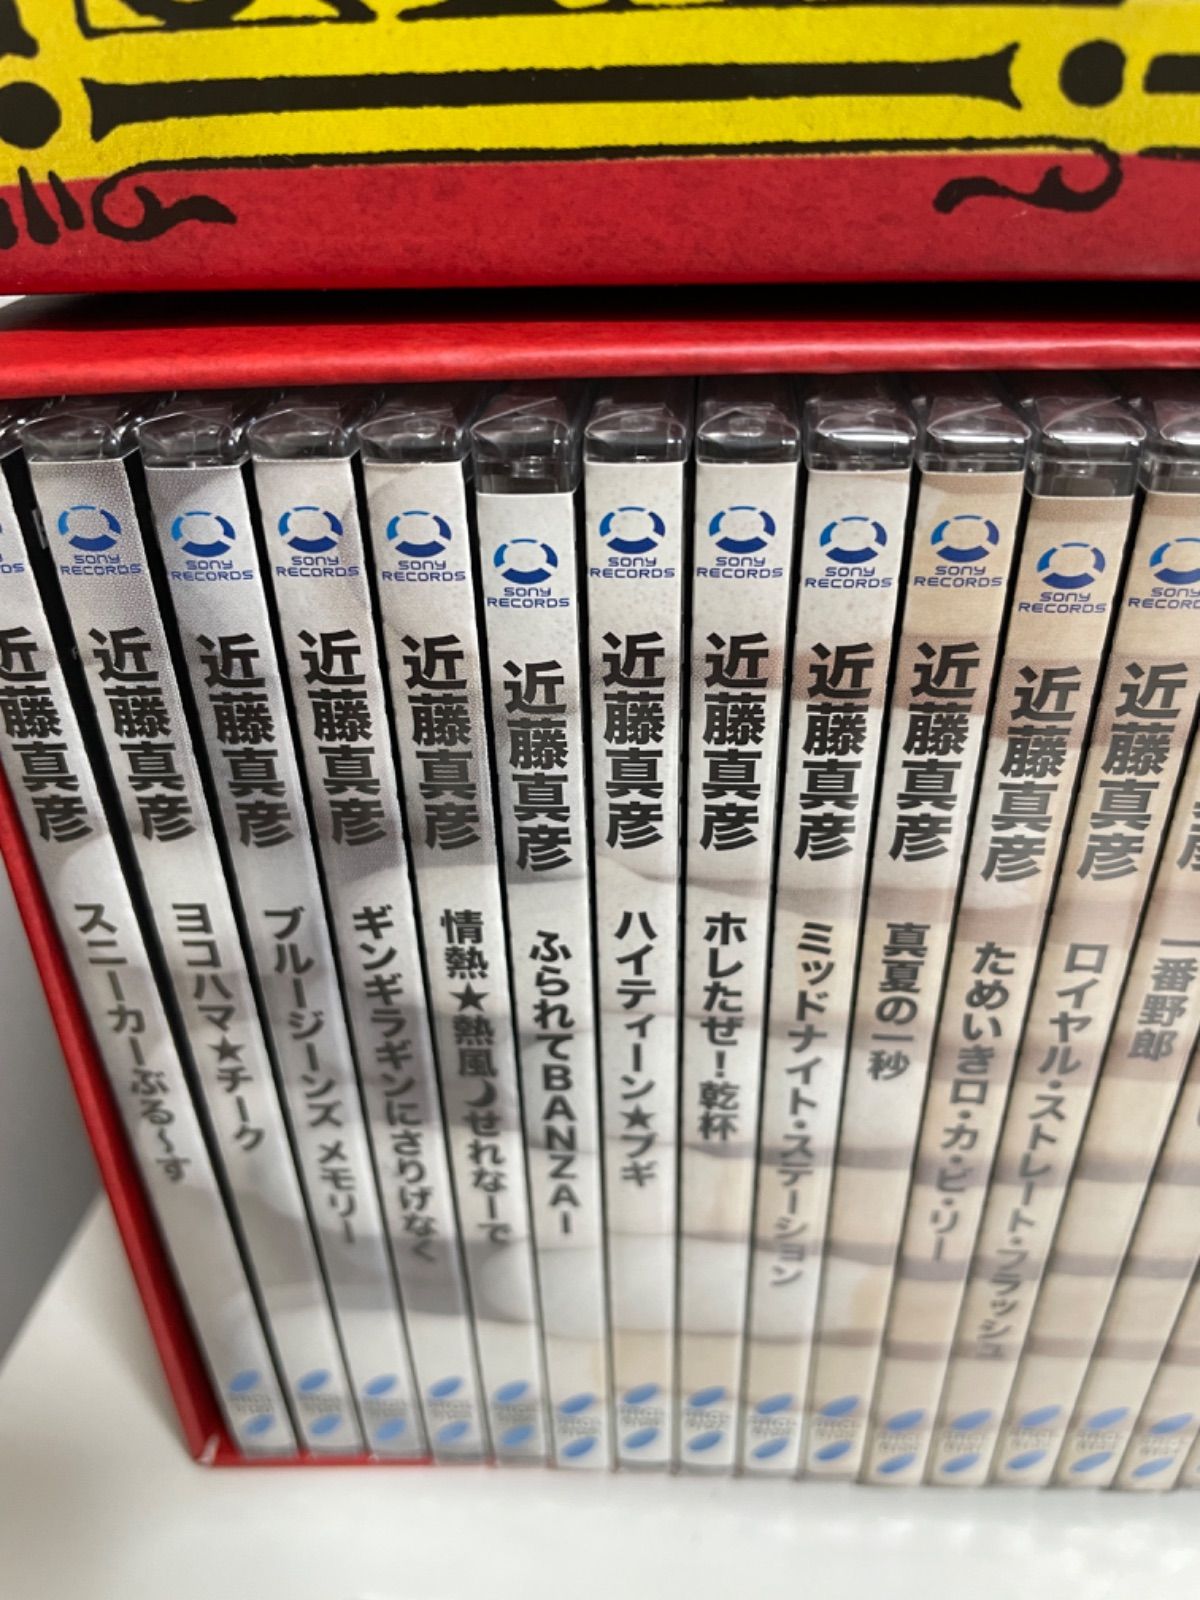 SONY RECORDS 近藤真彦 スニーカーぶる～す
SONY RECORDS 近藤真彦 ヨコハマ★チーク
SONY RECORDS 近藤真彦 ブルージーンズ メモリー
SONY RECORDS 近藤真彦 ギンギラギンにさりげなく
SONY RECORDS 近藤真彦 情熱★熱風🌙せれなーで
SONY RECORDS 近藤真彦 ふられてBANZAI
SONY RECORDS 近藤真彦 ハイティーン★ブギ
SONY RECORDS 近藤真彦 ホレたぜ!乾杯
SONY RECORDS 近藤真彦 ミッドナイト・ステーション
SONY RECORDS 近藤真彦 真夏の一秒
SONY RECORDS 近藤真彦 ためいきロ・カ・ビ・リー
SONY RECORDS 近藤真彦 ロイヤル・ストレート・フラッシュ
一番野郎